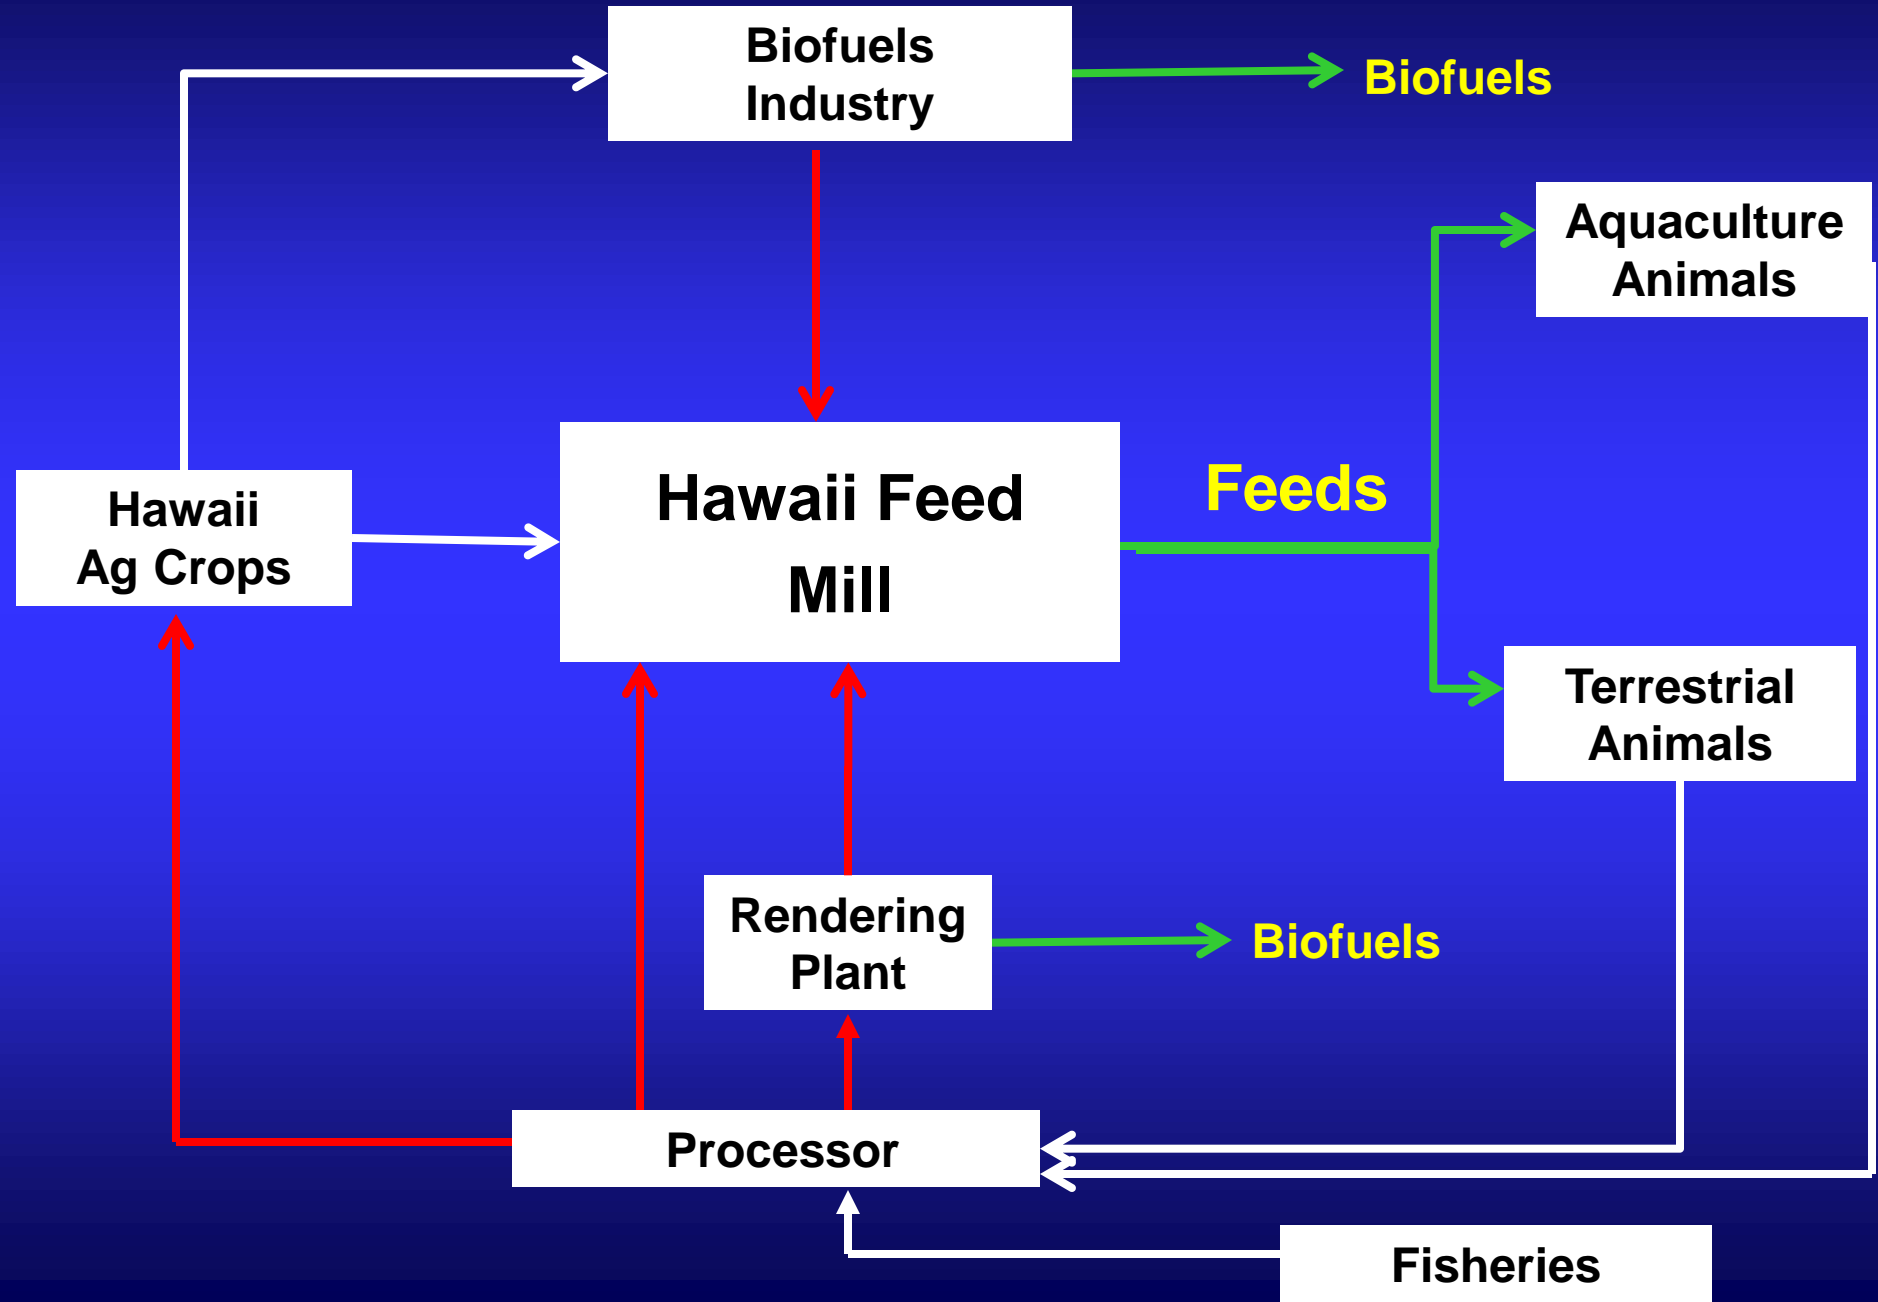 Biofuels
Industry
Biofuels
Aquaculture
Animals
Hawaii Feed
Mill
Feeds
Hawaii
Ag Crops
Terrestrial
Animals
Rendering
Plant
Biofuels
Processor
Fisheries